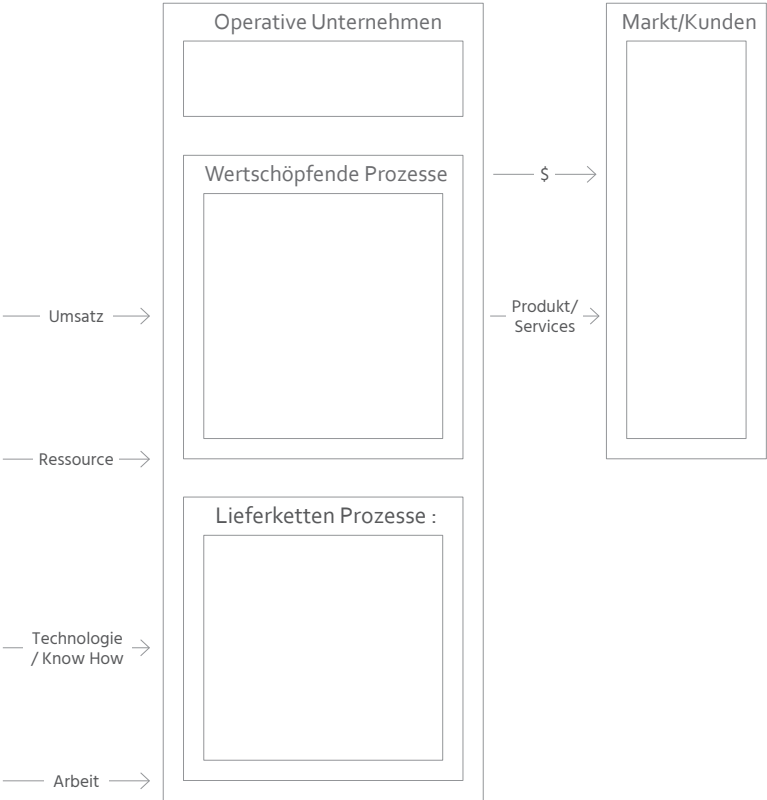 Operative Unternehmen
Markt/Kunden
Wertschöpfende Prozesse
$
Umsatz
Produkt/
Services
Ressource
Lieferketten Prozesse :
Technologie
/ Know How
Arbeit